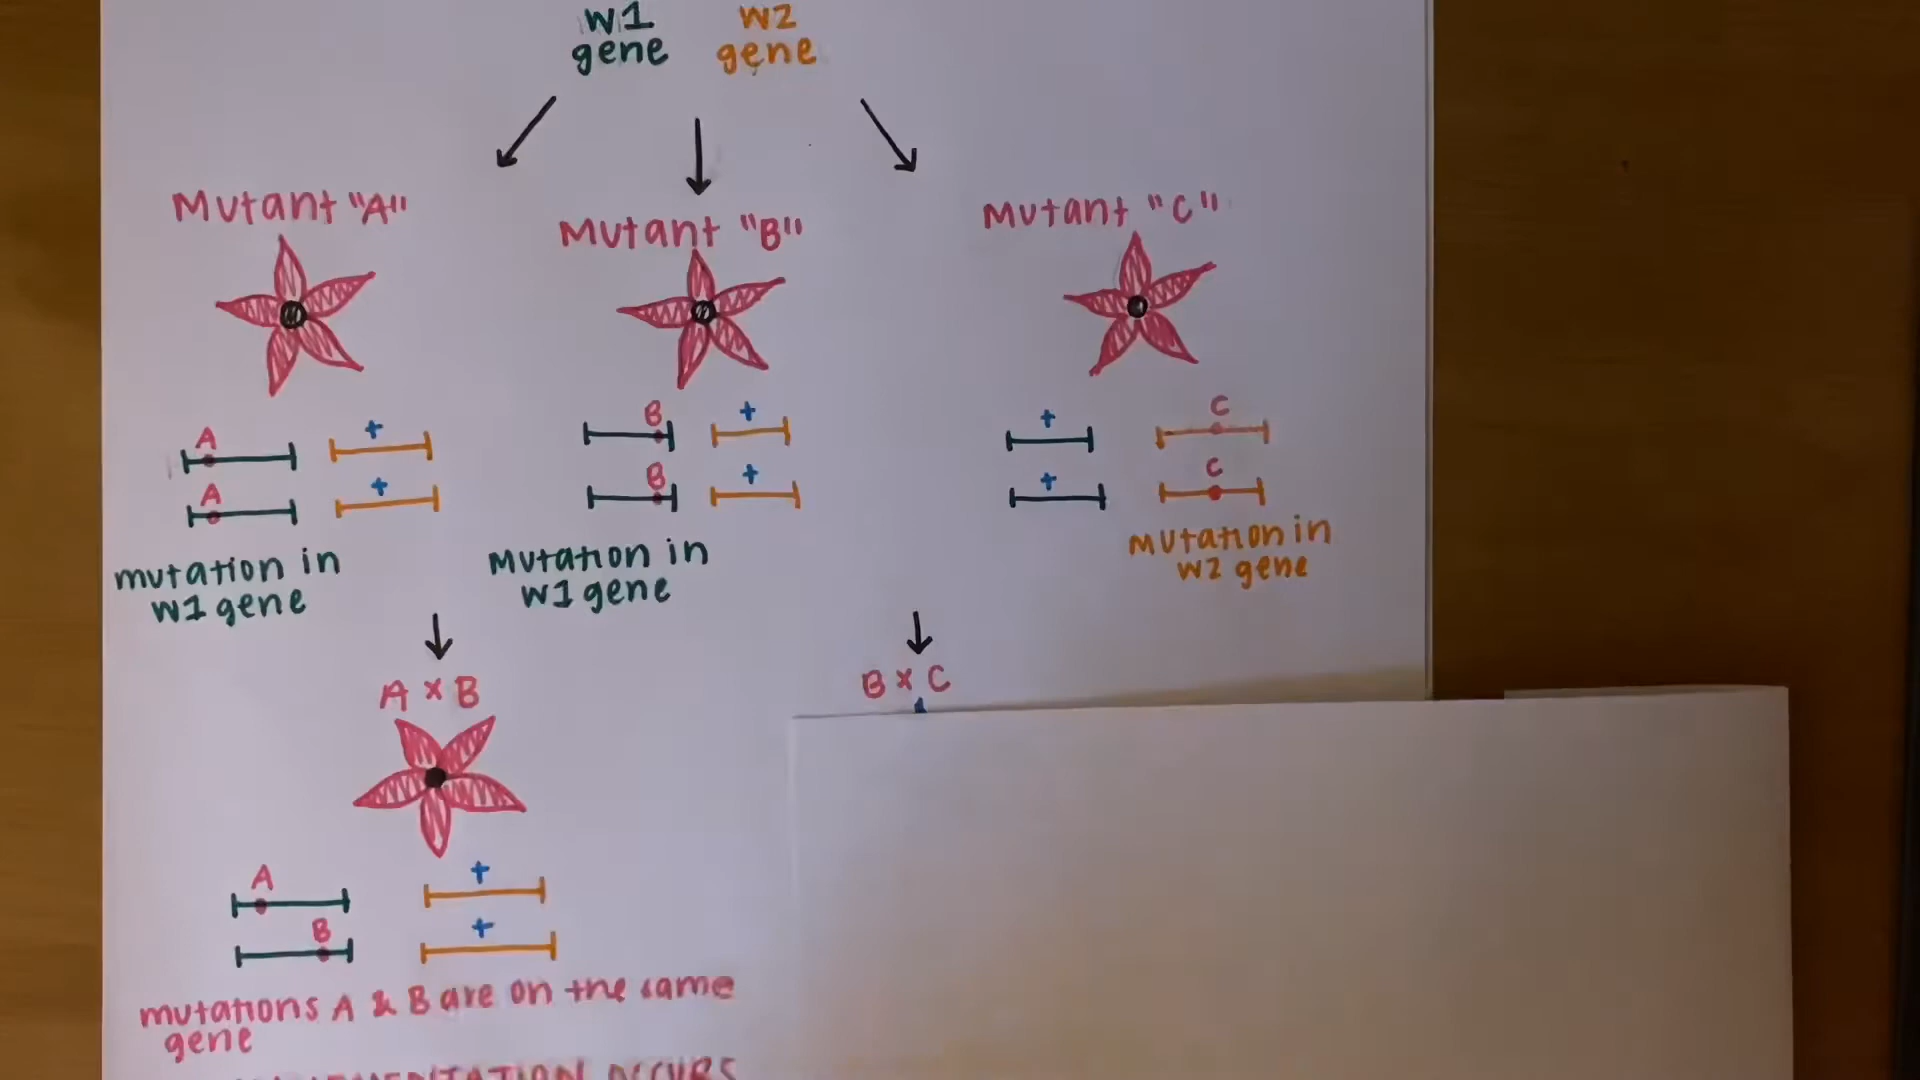 W1
gene
W2
gene
Mutant "A"
Mutant "B"
Mutant "C"
A
+
A
+
B
+
B
+
+
C
+
C
mutation in
W1 gene
Mutation in
W1 gene
Mutation in
W2 gene
A x B
B x C
A
+
B
+
mutations A & B are on the same
gene
OCCURS